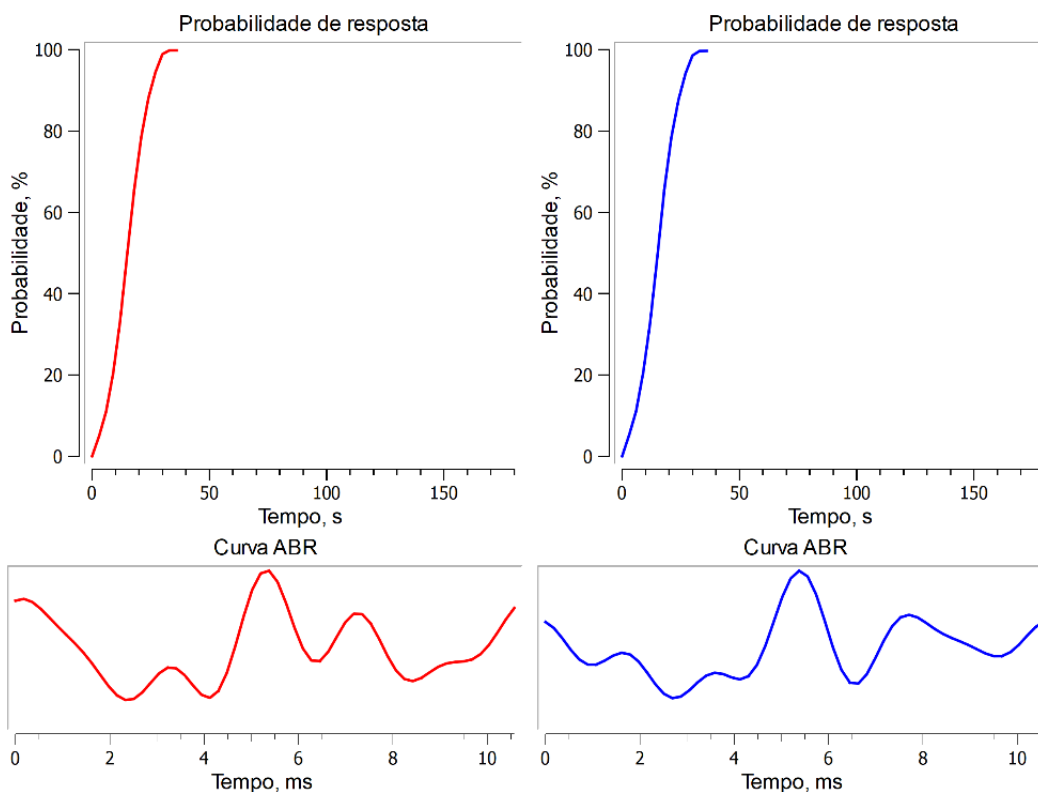 Probabilidade de resposta
Probabilidade, %
100
80
60
40
20
0
0 50 100 150
Tempo, s
Probabilidade de resposta
Probabilidade, %
100
80
60
40
20
0
0 50 100 150
Tempo, s
Curva ABR
0 2 4 6 8 10
Tempo, ms
Curva ABR
0 2 4 6 8 10
Tempo, ms